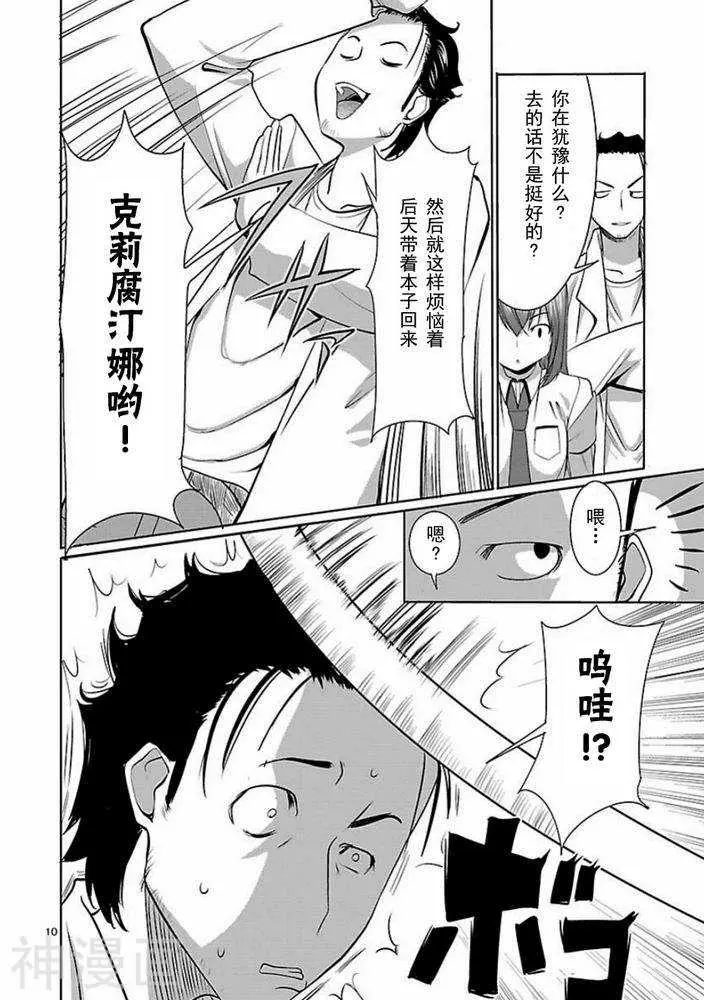 你在犹豫什么?
去的话不是挺好的?
然后就这样烦恼着
后天带着本子回来
克莉腐汀娜哟!
喂…
嗯?
呜哇!?
ボコ
10
神漫画